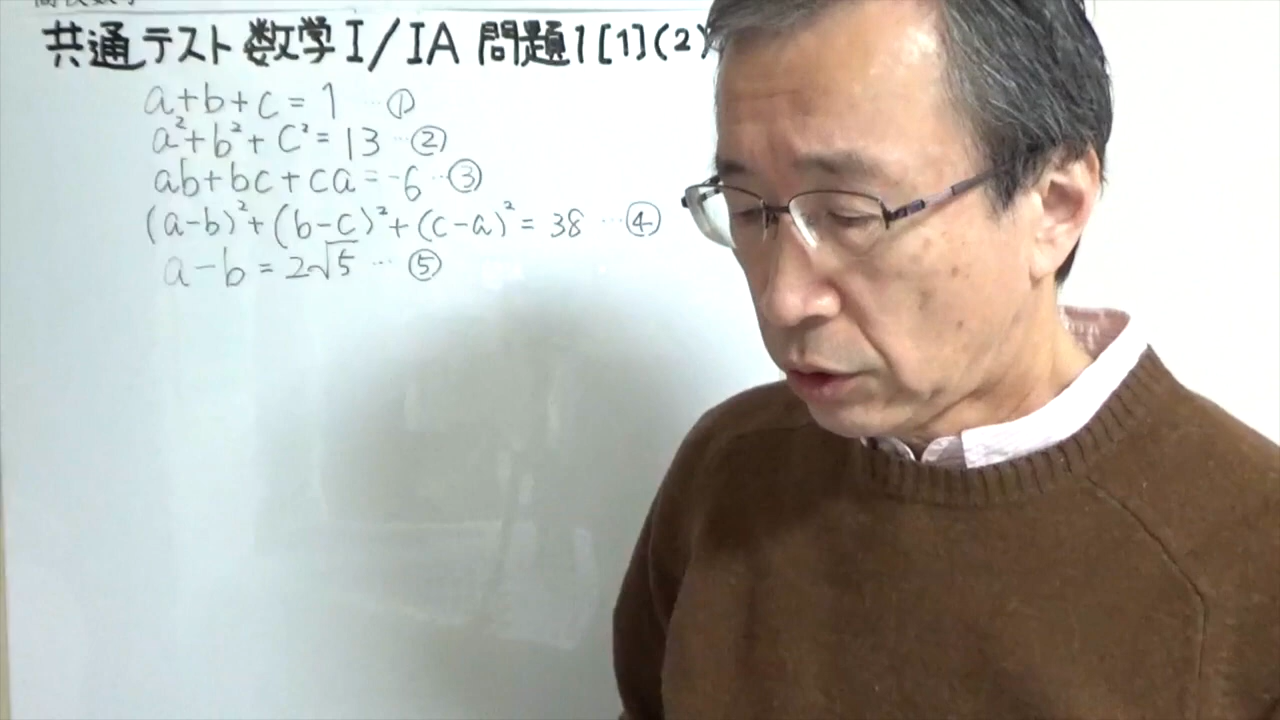 共通テスト 数学I/IA 問題1[1](2)
a+b+c=1 … ①
a²+b²+c²=13 … ②
ab+bc+ca=-6 … ③
(a-b)²+(b-c)²+(c-a)²=38 … ④
a-b=2√5 … ⑤